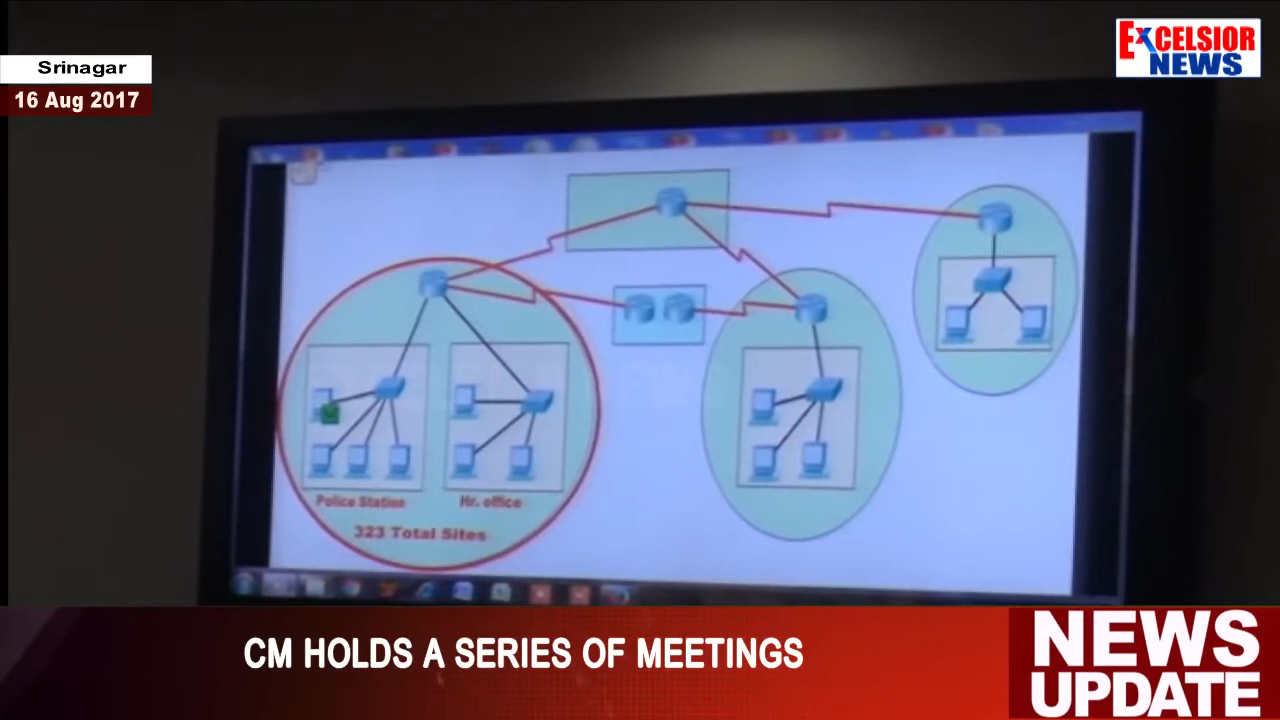 Srinagar
16 Aug 2017
EXCELSIOR
NEWS
Police Station
Hr. office
323 Total Sites
CM HOLDS A SERIES OF MEETINGS
NEWS
UPDATE